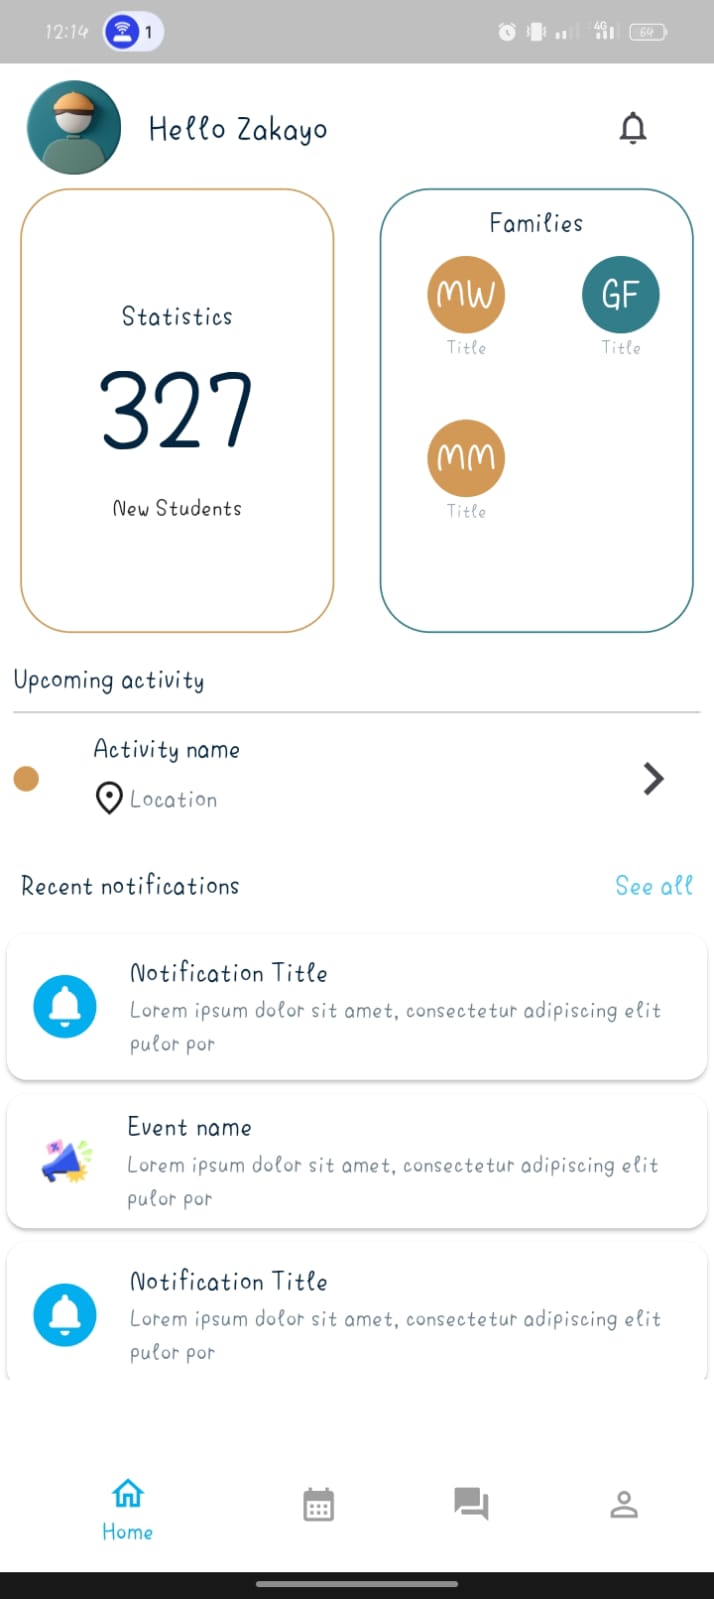 12:14
1
4G
64
Hello Zakayo
Statistics
327
New Students
Families
MW
GF
Title
Title
MM
Title
Upcoming activity
Activity name
Location
Recent notifications
See all
Notification Title
Lorem ipsum dolor sit amet, consectetur adipiscing elit
pulor por
Event name
Lorem ipsum dolor sit amet, consectetur adipiscing elit
pulor por
Notification Title
Lorem ipsum dolor sit amet, consectetur adipiscing elit
pulor por
Home